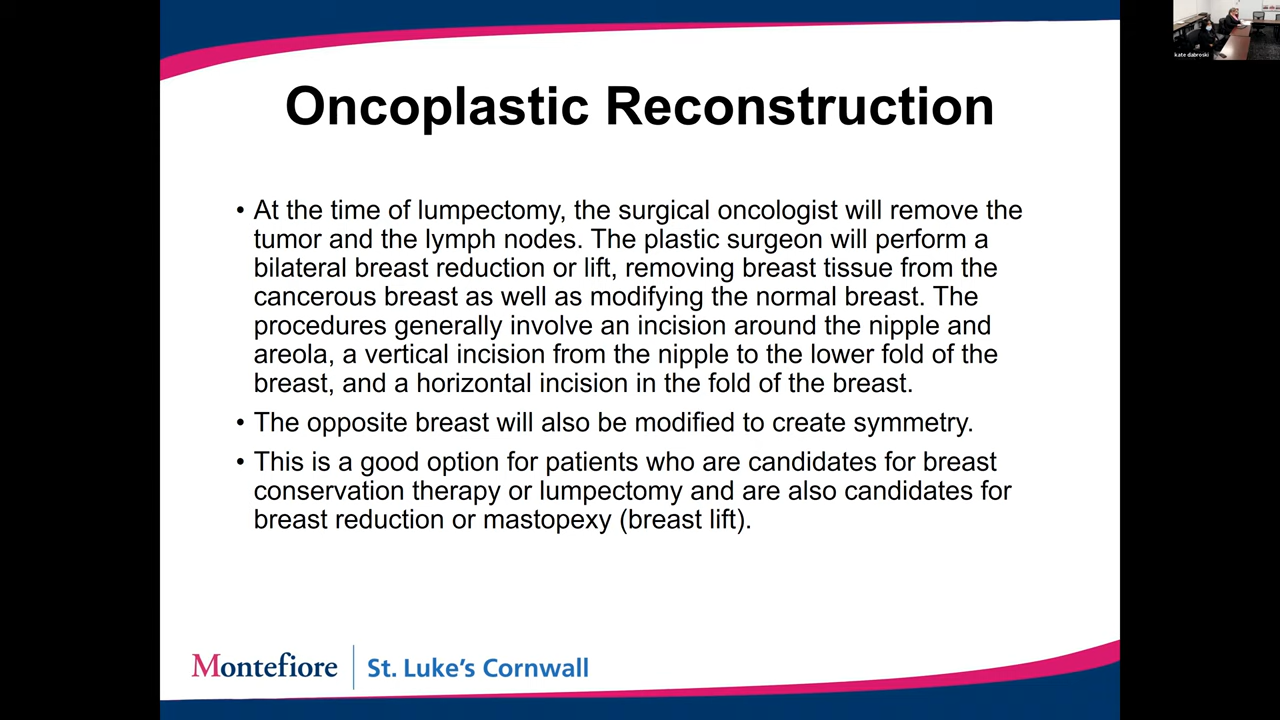 Oncoplastic Reconstruction
• At the time of lumpectomy, the surgical oncologist will remove the
tumor and the lymph nodes. The plastic surgeon will perform a
bilateral breast reduction or lift, removing breast tissue from the
cancerous breast as well as modifying the normal breast. The
procedures generally involve an incision around the nipple and
areola, a vertical incision from the nipple to the lower fold of the
breast, and a horizontal incision in the fold of the breast.
• The opposite breast will also be modified to create symmetry.
• This is a good option for patients who are candidates for breast
conservation therapy or lumpectomy and are also candidates for
breast reduction or mastopexy (breast lift).
Montefiore | St. Luke's Cornwall
kate dabroski